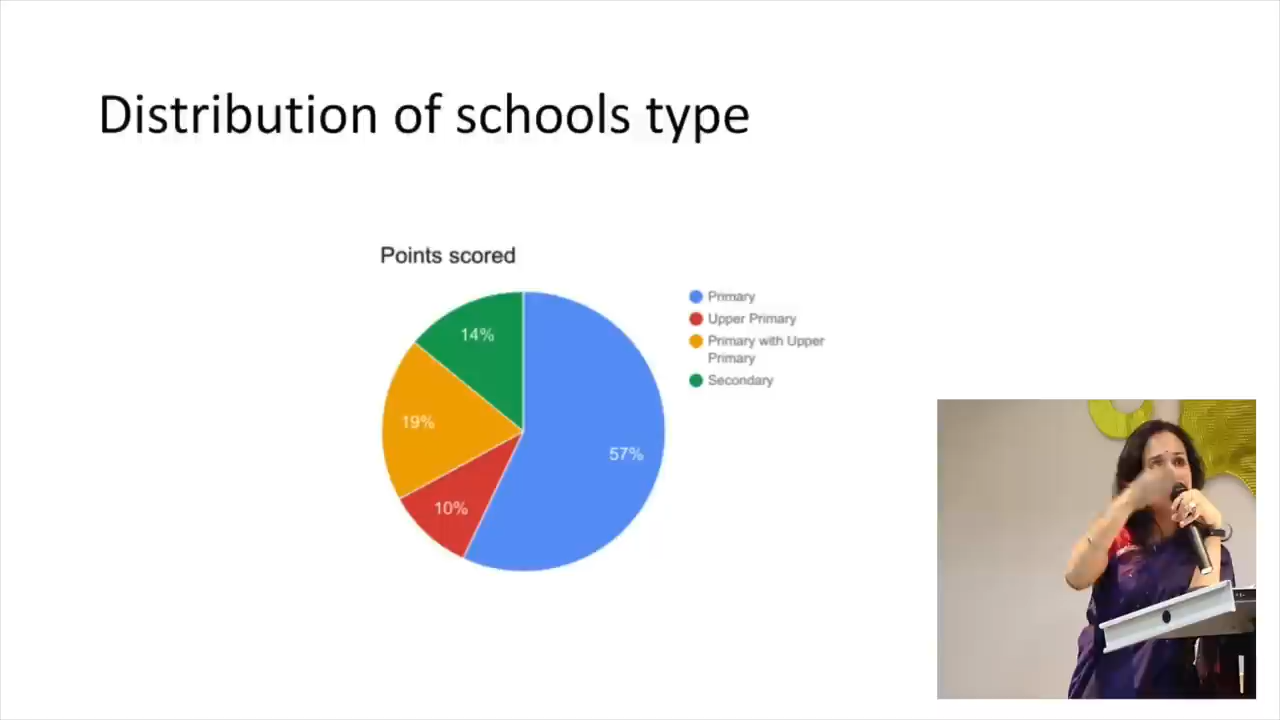 Distribution of schools type
Points scored
14%
19%
10%
57%
Primary
Upper Primary
Primary with Upper
Primary
Secondary